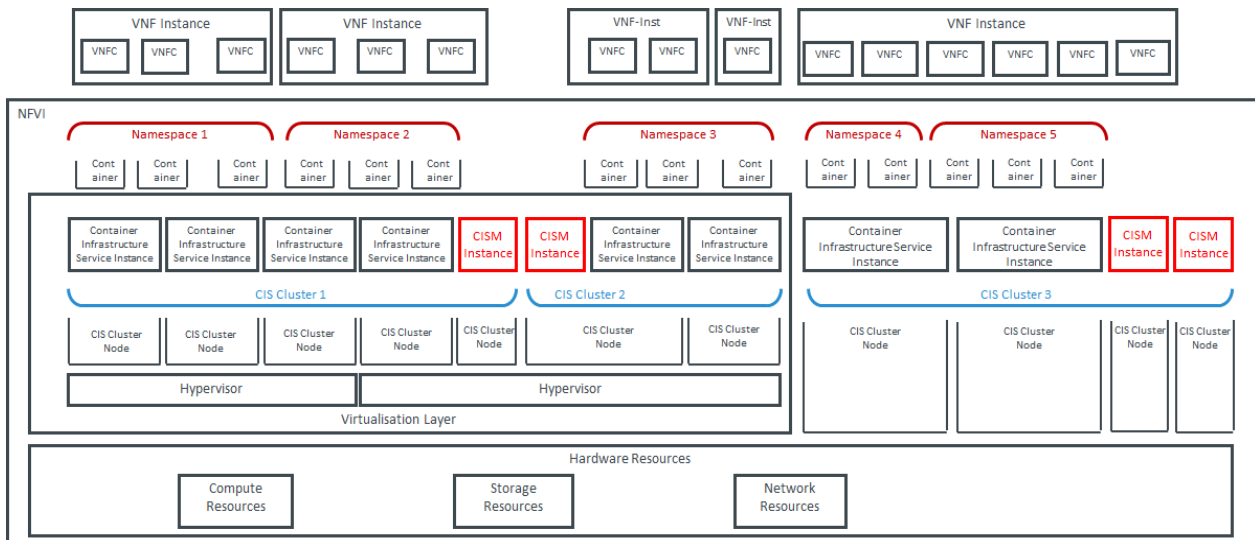 VNF Instance
VNFC
VNFC
VNFC
VNF Instance
VNFC
VNFC
VNFC
VNF-Inst
VNFC
VNFC
VNF-Inst
VNFC
VNF Instance
VNFC
VNFC
VNFC
VNFC
VNFC
VNFC
NFVI
Namespace 1
Namespace 2
Namespace 3
Namespace 4
Namespace 5
Cont
ainer
Cont
ainer
Cont
ainer
Cont
ainer
Cont
ainer
Cont
ainer
Cont
ainer
Cont
ainer
Cont
ainer
Cont
ainer
Cont
ainer
Cont
ainer
Cont
ainer
Cont
ainer
Container
Infrastructure
Service Instance
Container
Infrastructure
Service Instance
Container
Infrastructure
Service Instance
Container
Infrastructure
Service Instance
CISM
Instance
CISM
Instance
Container
Infrastructure
Service Instance
Container
Infrastructure
Service Instance
Container
Infrastructure Service
Instance
Container
Infrastructure Service
Instance
CISM
Instance
CISM
Instance
CIS Cluster 1
CIS Cluster 2
CIS Cluster 3
CIS Cluster
Node
CIS Cluster
Node
CIS Cluster
Node
CIS Cluster
Node
CIS Cluster
Node
CIS Cluster
Node
CIS Cluster
Node
CIS Cluster
Node
CIS Cluster
Node
CIS Cluster
Node
CIS Cluster
Node
Hypervisor
Hypervisor
Virtualisation Layer
Hardware Resources
Compute
Resources
Storage
Resources
Network
Resources